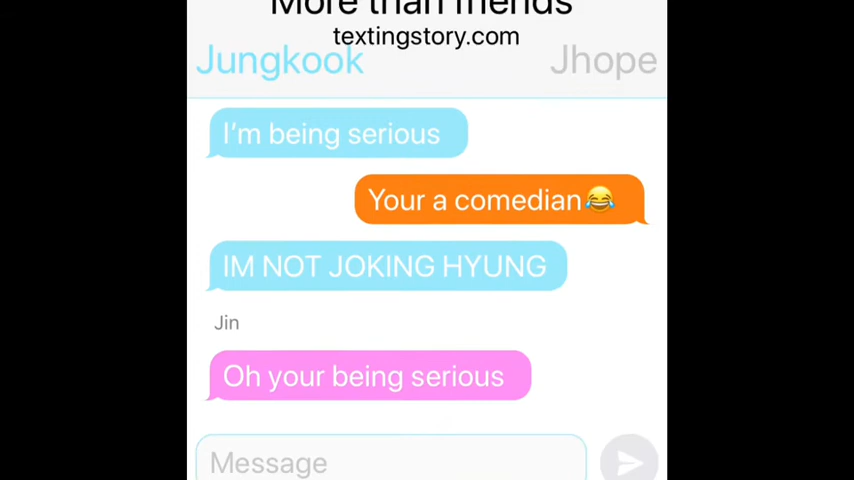 More than friends
textingstory.com
Jungkook Jhope
I'm being serious
Your a comedian😂
IM NOT JOKING HYUNG
Jin
Oh your being serious
Message